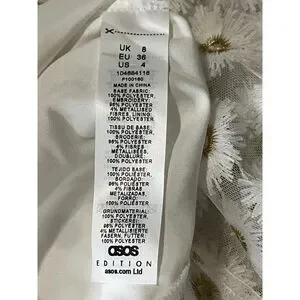 UK 8
EU 36
US 4
104684116
P100160
MADE IN CHINA
BASE FABRIC:
100% POLYESTER,
EMBROIDERY:
96% POLYESTER
4% METALLISED
FIBRES, LINING:
100% POLYESTER
TISSU DE BASE:
100% POLYESTER,
BRODERIE:
96% POLYESTER
4% FIBRES
METALLISÉES,
DOUBLURE:
100% POLYESTER
TEJIDO BASE:
100% POLIÉSTER
BORDADO:
96% POLIÉSTER
4% FIBRAS
METALIZADAS,
FORRO:
100% POLIÉSTER
GRUNDMATERIAL:
100% POLYESTER,
STICKEREI:
96% POLYESTER
4% METALLISIERTE
FASERN, FUTTER:
100% POLYESTER
asos
EDITION
asos.com Ltd